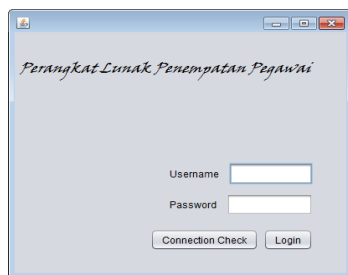 Perangkat Lunak Penempatan Pegawai
Username
Password
Connection Check
Login